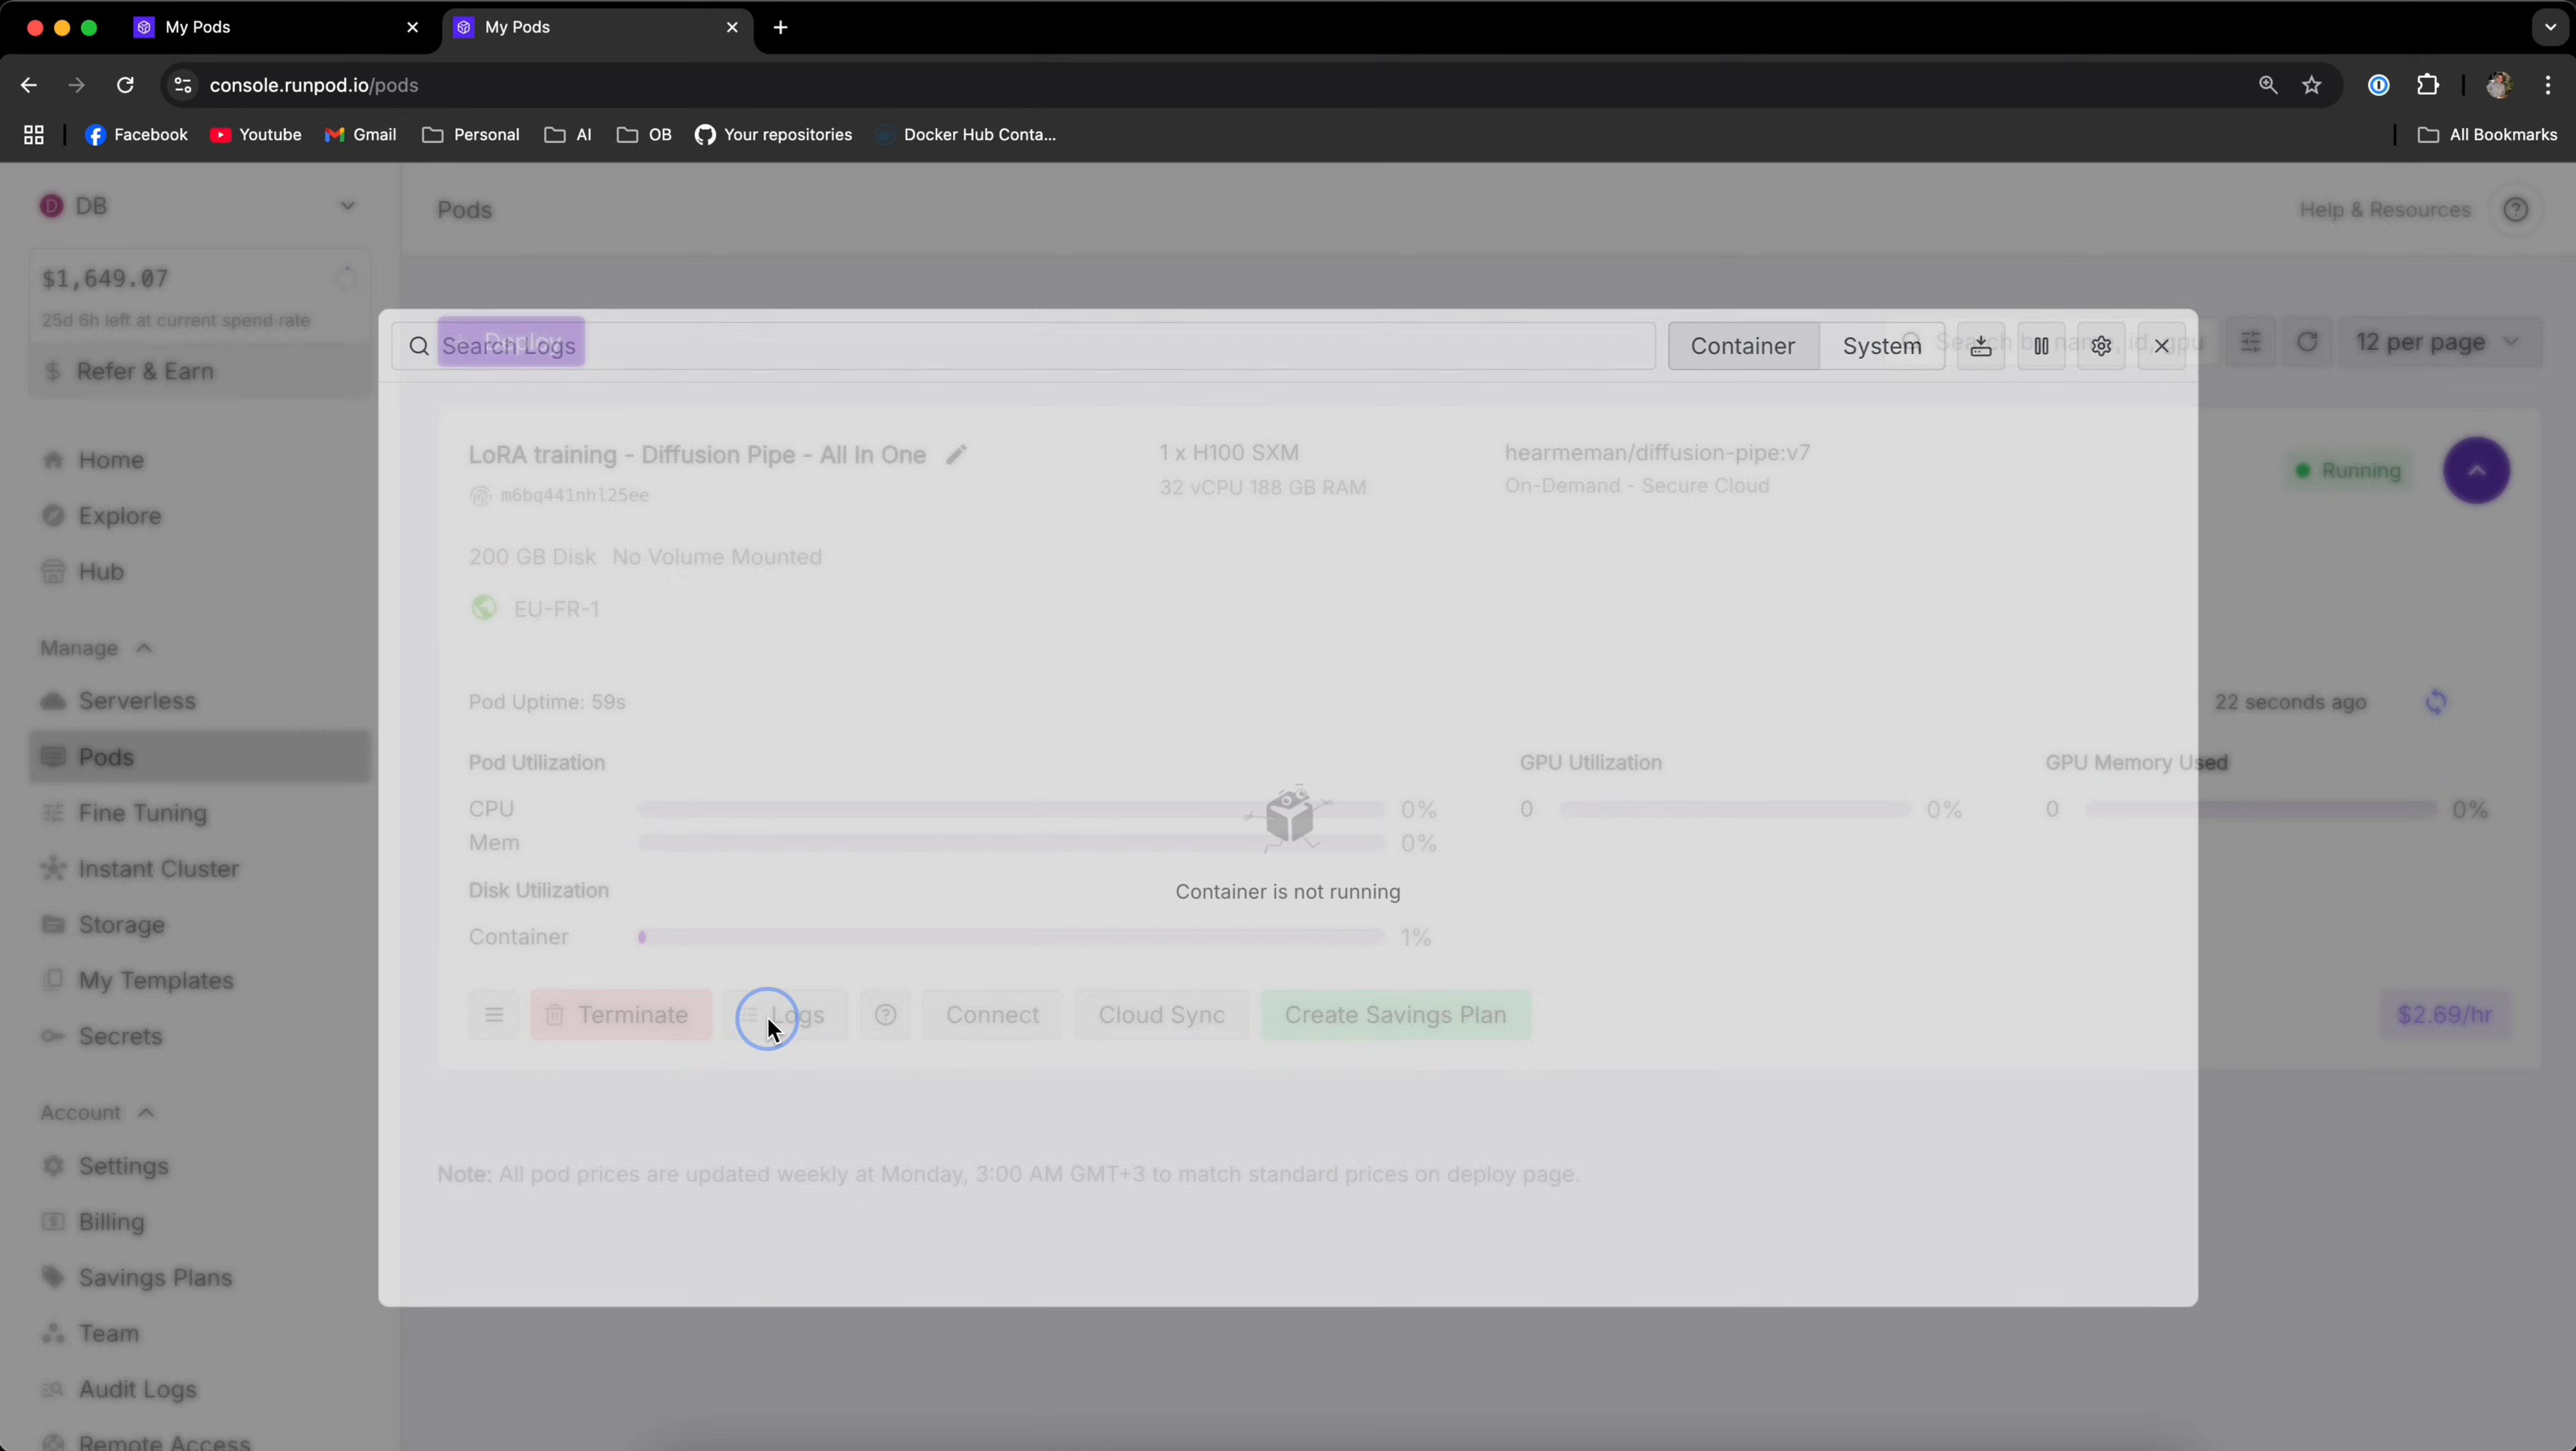 My Pods
My Pods
console.runpod.io/pods
Facebook
Youtube
Gmail
Personal
AI
OB
Your repositories
Docker Hub Conta...
All Bookmarks
D
DB
Pods
Help & Resources
$1,649.07
25d 6h left at current spend rate
Refer & Earn
Deploy
Search Logs
Container
System
Search by name, id, gpu
12 per page
Home
Explore
Hub
Manage
Serverless
Pods
Fine Tuning
Instant Cluster
Storage
My Templates
Secrets
Account
Settings
Billing
Savings Plans
Team
Audit Logs
Remote Access
LoRA training - Diffusion Pipe - All In One
m6bq441nhl25ee
1 x H100 SXM
32 vCPU 188 GB RAM
hearmeman/diffusion-pipe:v7
On-Demand - Secure Cloud
Running
200 GB Disk No Volume Mounted
EU-FR-1
Pod Uptime: 59s
22 seconds ago
Pod Utilization
GPU Utilization
GPU Memory Used
CPU 0%
0 0%
0 0%
Mem 0%
Disk Utilization
Container is not running
Container 1%
Terminate
Logs
Connect
Cloud Sync
Create Savings Plan
$2.69/hr
Note: All pod prices are updated weekly at Monday, 3:00 AM GMT+3 to match standard prices on deploy page.